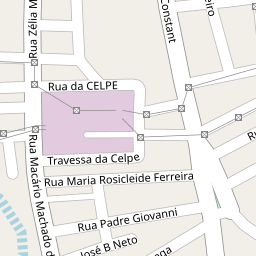 Rua Zélia M
Constant
eiro
Rua da CELPE
Travessa da Celpe
Rua Macário Machado d
Rua Maria Rosicleide Ferreira
Rua Padre Giovanni
José B Neto